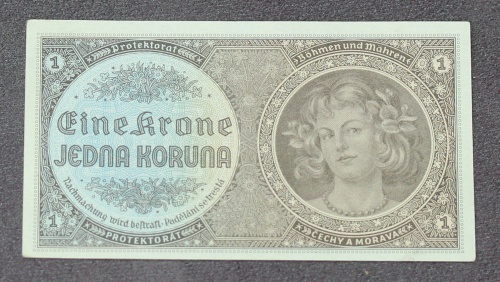 Protektorat
Böhmen und Mähren
1
1
Eine Krone
JEDNA KORUNA
Nachmachung wird bestraft · Padělání se trestá
1
1
PROTEKTORÁT
ČECHY A MORAVA